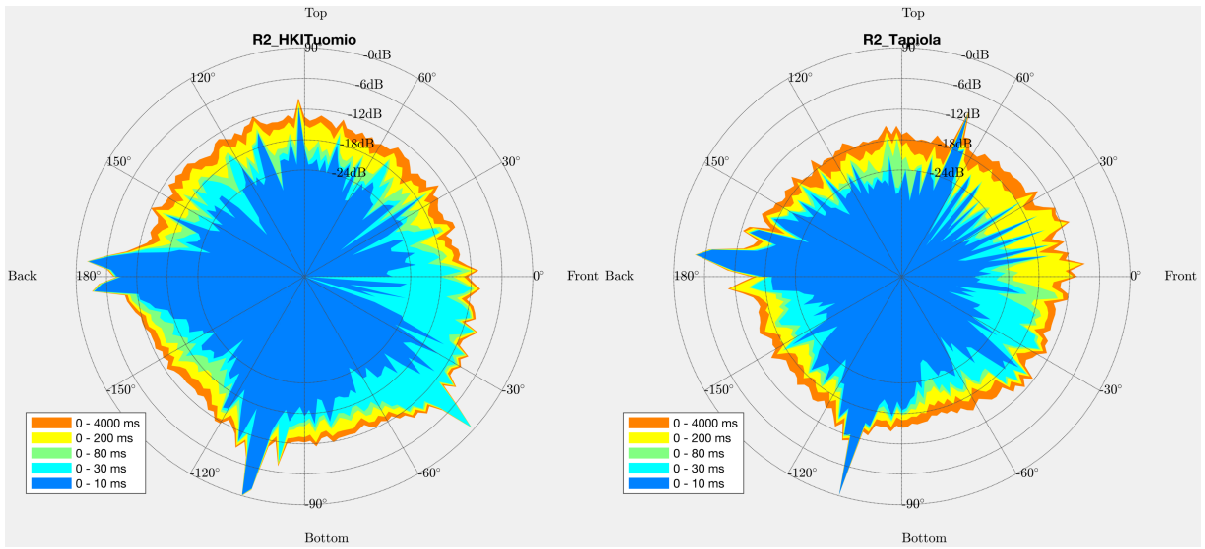 Top
R2_HKITuomio
90°
-0dB
120°
60°
-6dB
-12dB
-18dB
150°
30°
-24dB
Back
180°
0°
Front
-150°
-30°
0 - 4000 ms
0 - 200 ms
0 - 80 ms
0 - 30 ms
0 - 10 ms
-120°
-60°
-90°
Bottom
Top
R2_Tapiola
90°
-0dB
120°
60°
-6dB
-12dB
-18dB
150°
30°
-24dB
Back
180°
0°
Front
-150°
-30°
0 - 4000 ms
0 - 200 ms
0 - 80 ms
0 - 30 ms
0 - 10 ms
-120°
-60°
-90°
Bottom